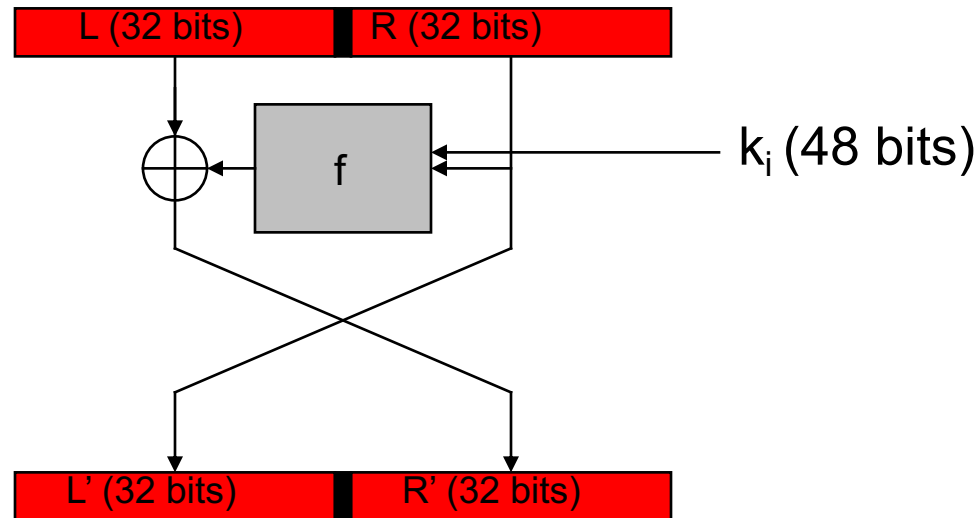 L (32 bits) R (32 bits)
f
kᵢ (48 bits)
L’ (32 bits) R’ (32 bits)